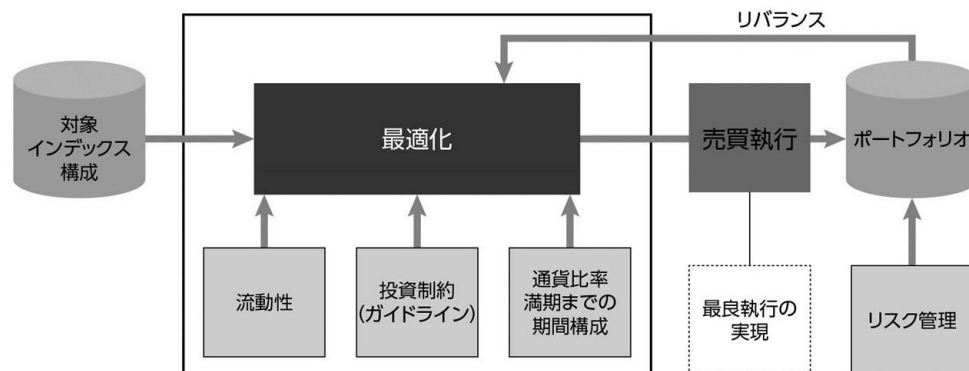 リバランス
対象
インデックス
構成
最適化
売買執行
ポートフォリオ
流動性
投資制約
(ガイドライン)
通貨比率
満期までの
期間構成
最良執行の
実現
リスク管理